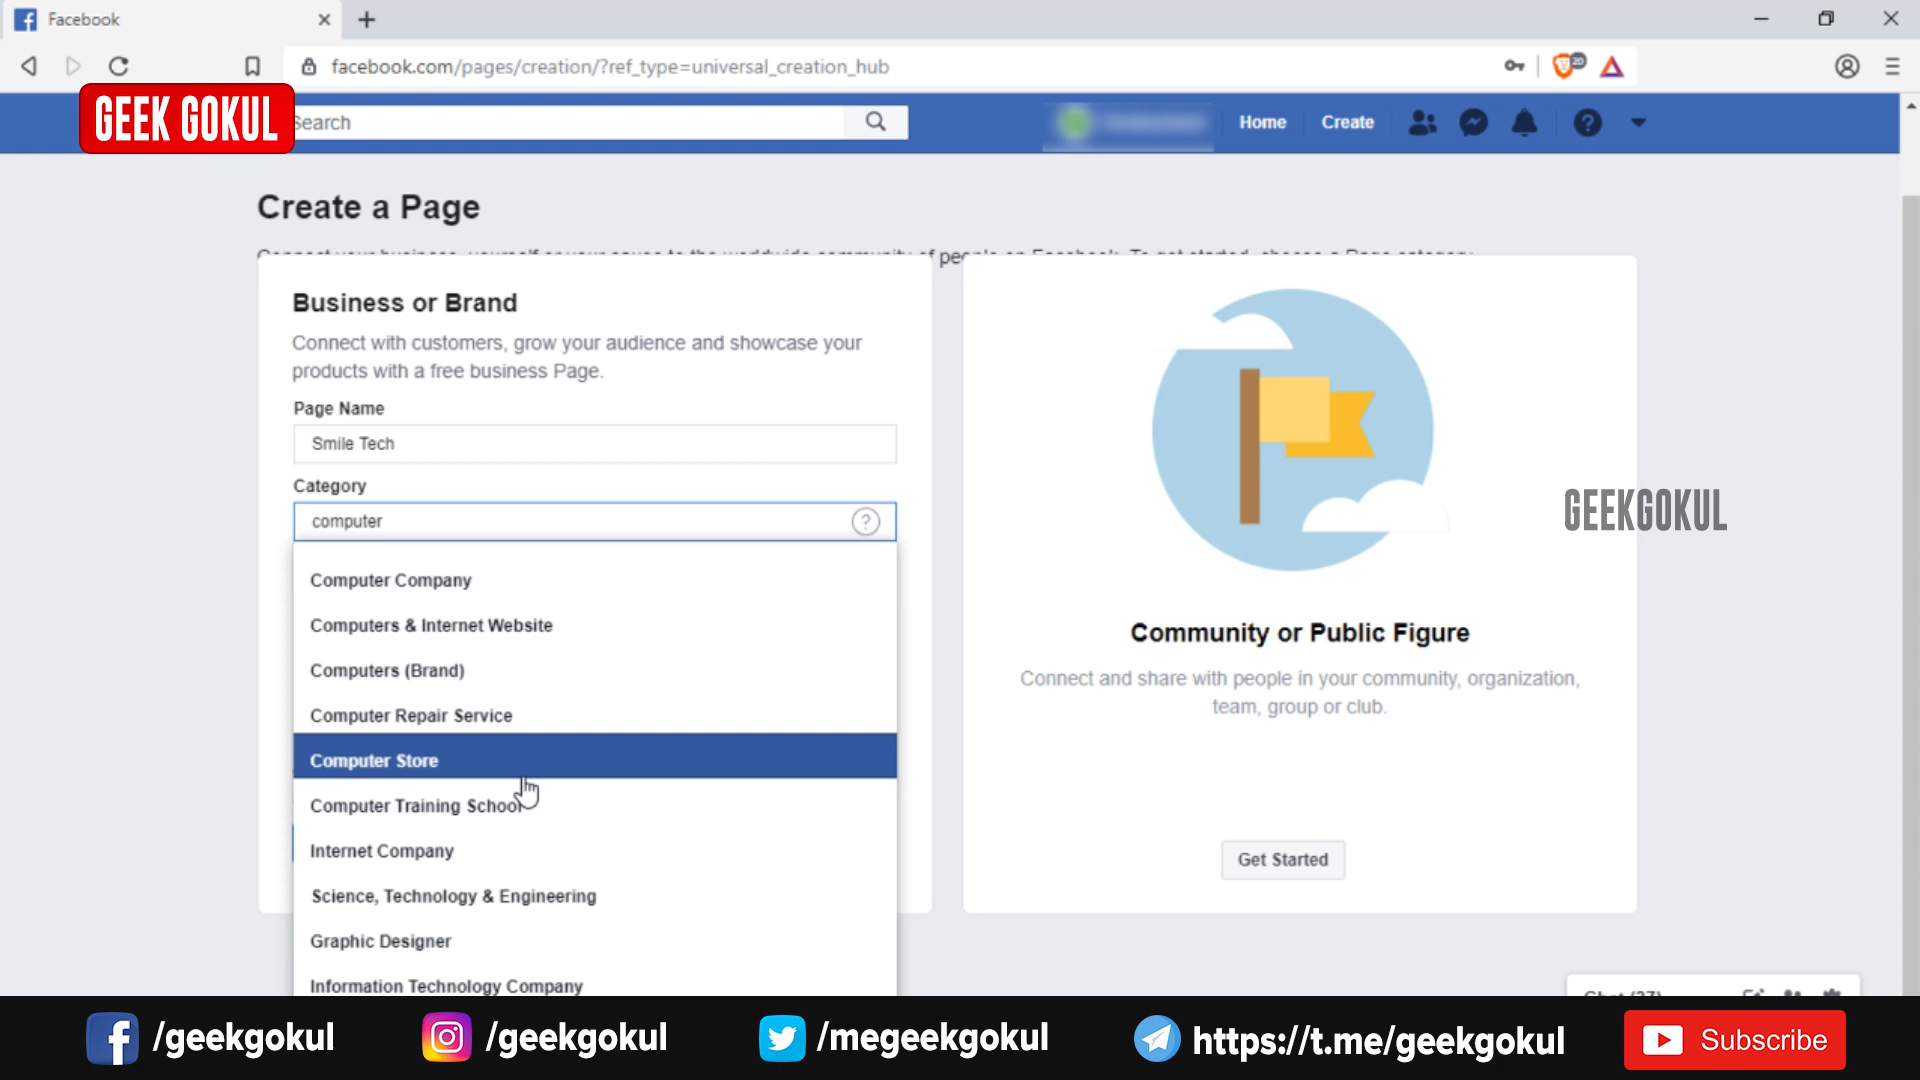 Facebook
facebook.com/pages/creation/?ref_type=universal_creation_hub
20
GEEK GOKUL
Search
Home
Create
Create a Page
Business or Brand
Connect with customers, grow your audience and showcase your
products with a free business Page.
Page Name
Smile Tech
Category
computer
?
Computer Company
Computers & Internet Website
Computers (Brand)
Computer Repair Service
Computer Store
Computer Training School
Internet Company
Science, Technology & Engineering
Graphic Designer
Information Technology Company
Community or Public Figure
Connect and share with people in your community, organization,
team, group or club.
Get Started
GEEKGOKUL
/geekgokul
/geekgokul
/megeekgokul
https://t.me/geekgokul
Subscribe